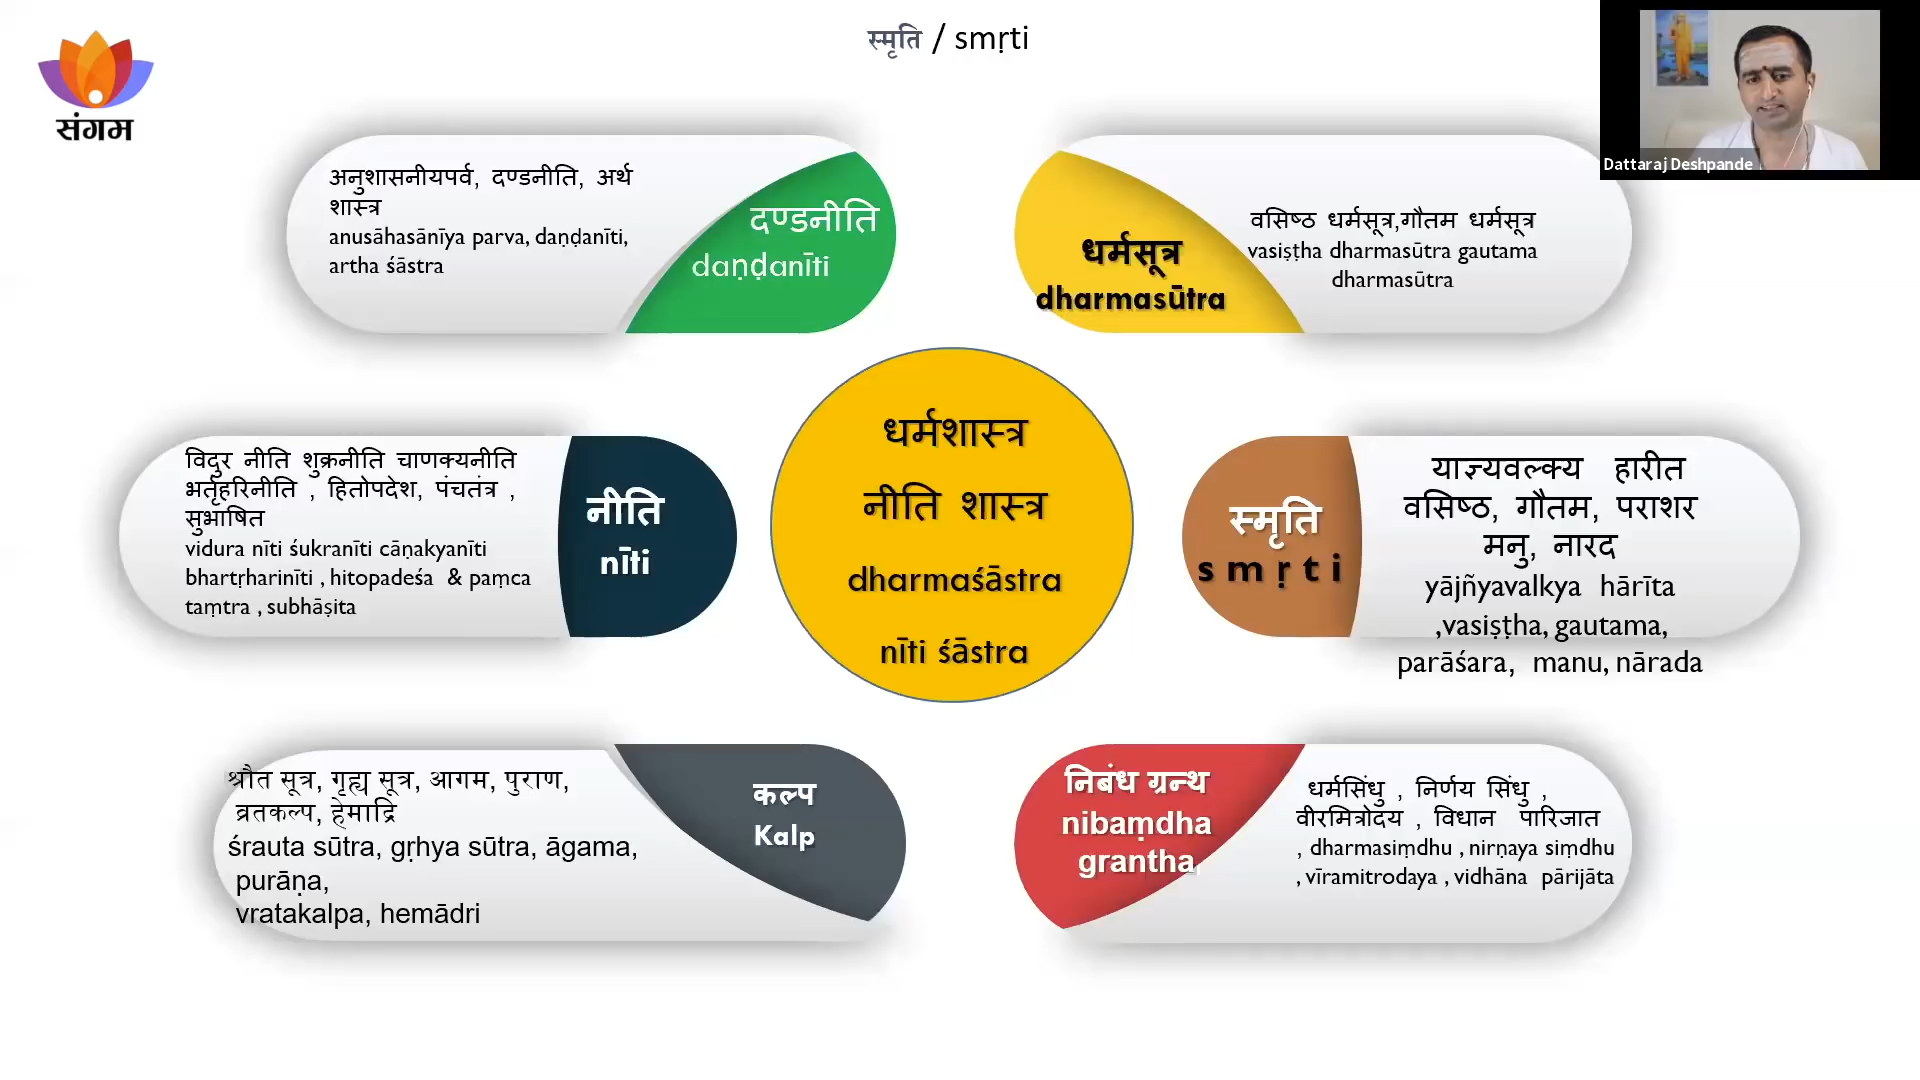 स्मृति / smṛti
संगम
Dattaraj Deshpande
अनुशासनीयपर्व, दण्डनीति, अर्थ
शास्त्र
anusāhasānīya parva, daṇḍanīti,
artha śāstra
दण्डनीति
daṇḍanīti
धर्मसूत्र
dharmasūtra
वसिष्ठ धर्मसूत्र,गौतम धर्मसूत्र
vasiṣṭha dharmasūtra gautama
dharmasūtra
विदुर नीति शुक्रनीति चाणक्यनीति
भर्तृहरिनीति , हितोपदेश, पंचतंत्र ,
सुभाषित
vidura nīti śukranīti cāṇakyanīti
bhartṛharinīti , hitopadeśa & paṃca
taṃtra , subhāṣita
नीति
nīti
धर्मशास्त्र
नीति शास्त्र
dharmaśāstra
nīti śāstra
स्मृति
smṛti
याज्ञ्यवल्क्य हारीत
वसिष्ठ, गौतम, पराशर
मनु, नारद
yājñyavalkya hārīta
,vasiṣṭha, gautama,
parāśara, manu, nārada
श्रौत सूत्र, गृह्य सूत्र, आगम, पुराण,
व्रतकल्प, हेमाद्रि
śrauta sūtra, gṛhya sūtra, āgama,
purāṇa,
vratakalpa, hemādri
कल्प
Kalp
निबंध ग्रन्थ
nibaṃdha
grantha,
धर्मसिंधु , निर्णय सिंधु ,
वीरमित्रोदय , विधान पारिजात
, dharmasiṃdhu , nirṇaya siṃdhu
, vīramitrodaya , vidhāna pārijāta